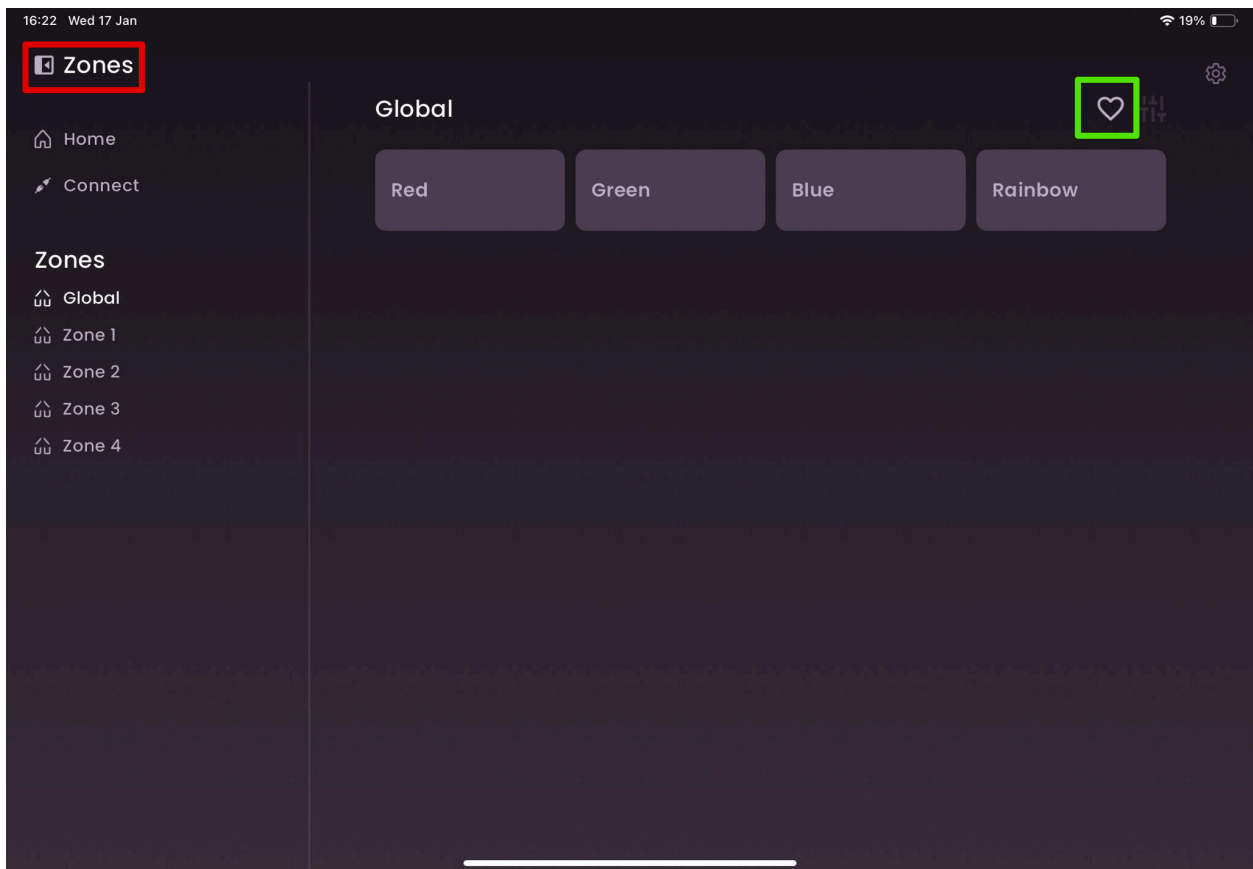 16:22 Wed 17 Jan
19%
Zones
Home
Connect
Zones
Global
Zone 1
Zone 2
Zone 3
Zone 4
Global
Red
Green
Blue
Rainbow